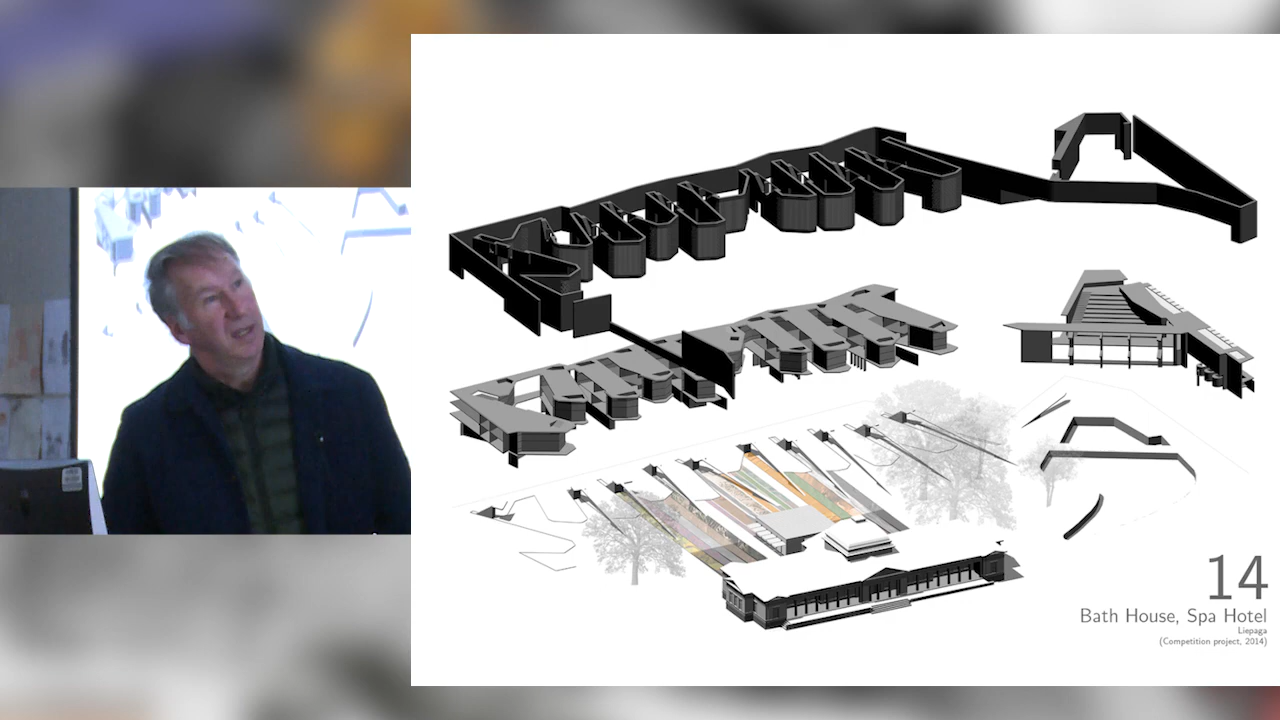 14
Bath House, Spa Hotel
Liepaga
(Competition project, 2014)